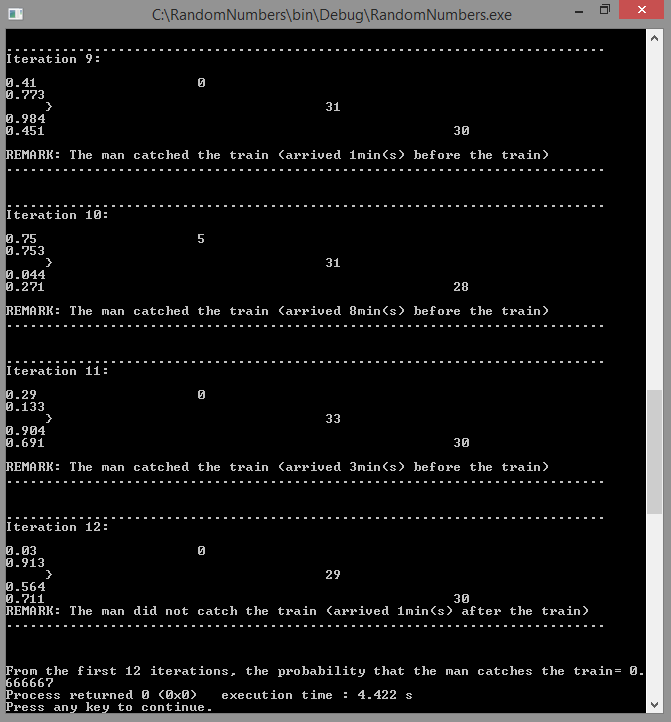 C:\RandomNumbers\bin\Debug\RandomNumbers.exe
---------------------------------------------------------------------------
Iteration 9:
0.41 0
0.773
} 31
0.984
0.451 30
REMARK: The man catched the train (arrived 1min(s) before the train)
---------------------------------------------------------------------------
---------------------------------------------------------------------------
Iteration 10:
0.75 5
0.753
} 31
0.044
0.271 28
REMARK: The man catched the train (arrived 8min(s) before the train)
---------------------------------------------------------------------------
---------------------------------------------------------------------------
Iteration 11:
0.29 0
0.133
} 33
0.904
0.691 30
REMARK: The man catched the train (arrived 3min(s) before the train)
---------------------------------------------------------------------------
---------------------------------------------------------------------------
Iteration 12:
0.03 0
0.913
} 29
0.564
0.711 30
REMARK: The man did not catch the train (arrived 1min(s) after the train)
---------------------------------------------------------------------------
From the first 12 iterations, the probability that the man catches the train= 0.
666667
Process returned 0 (0x0) execution time : 4.422 s
Press any key to continue.